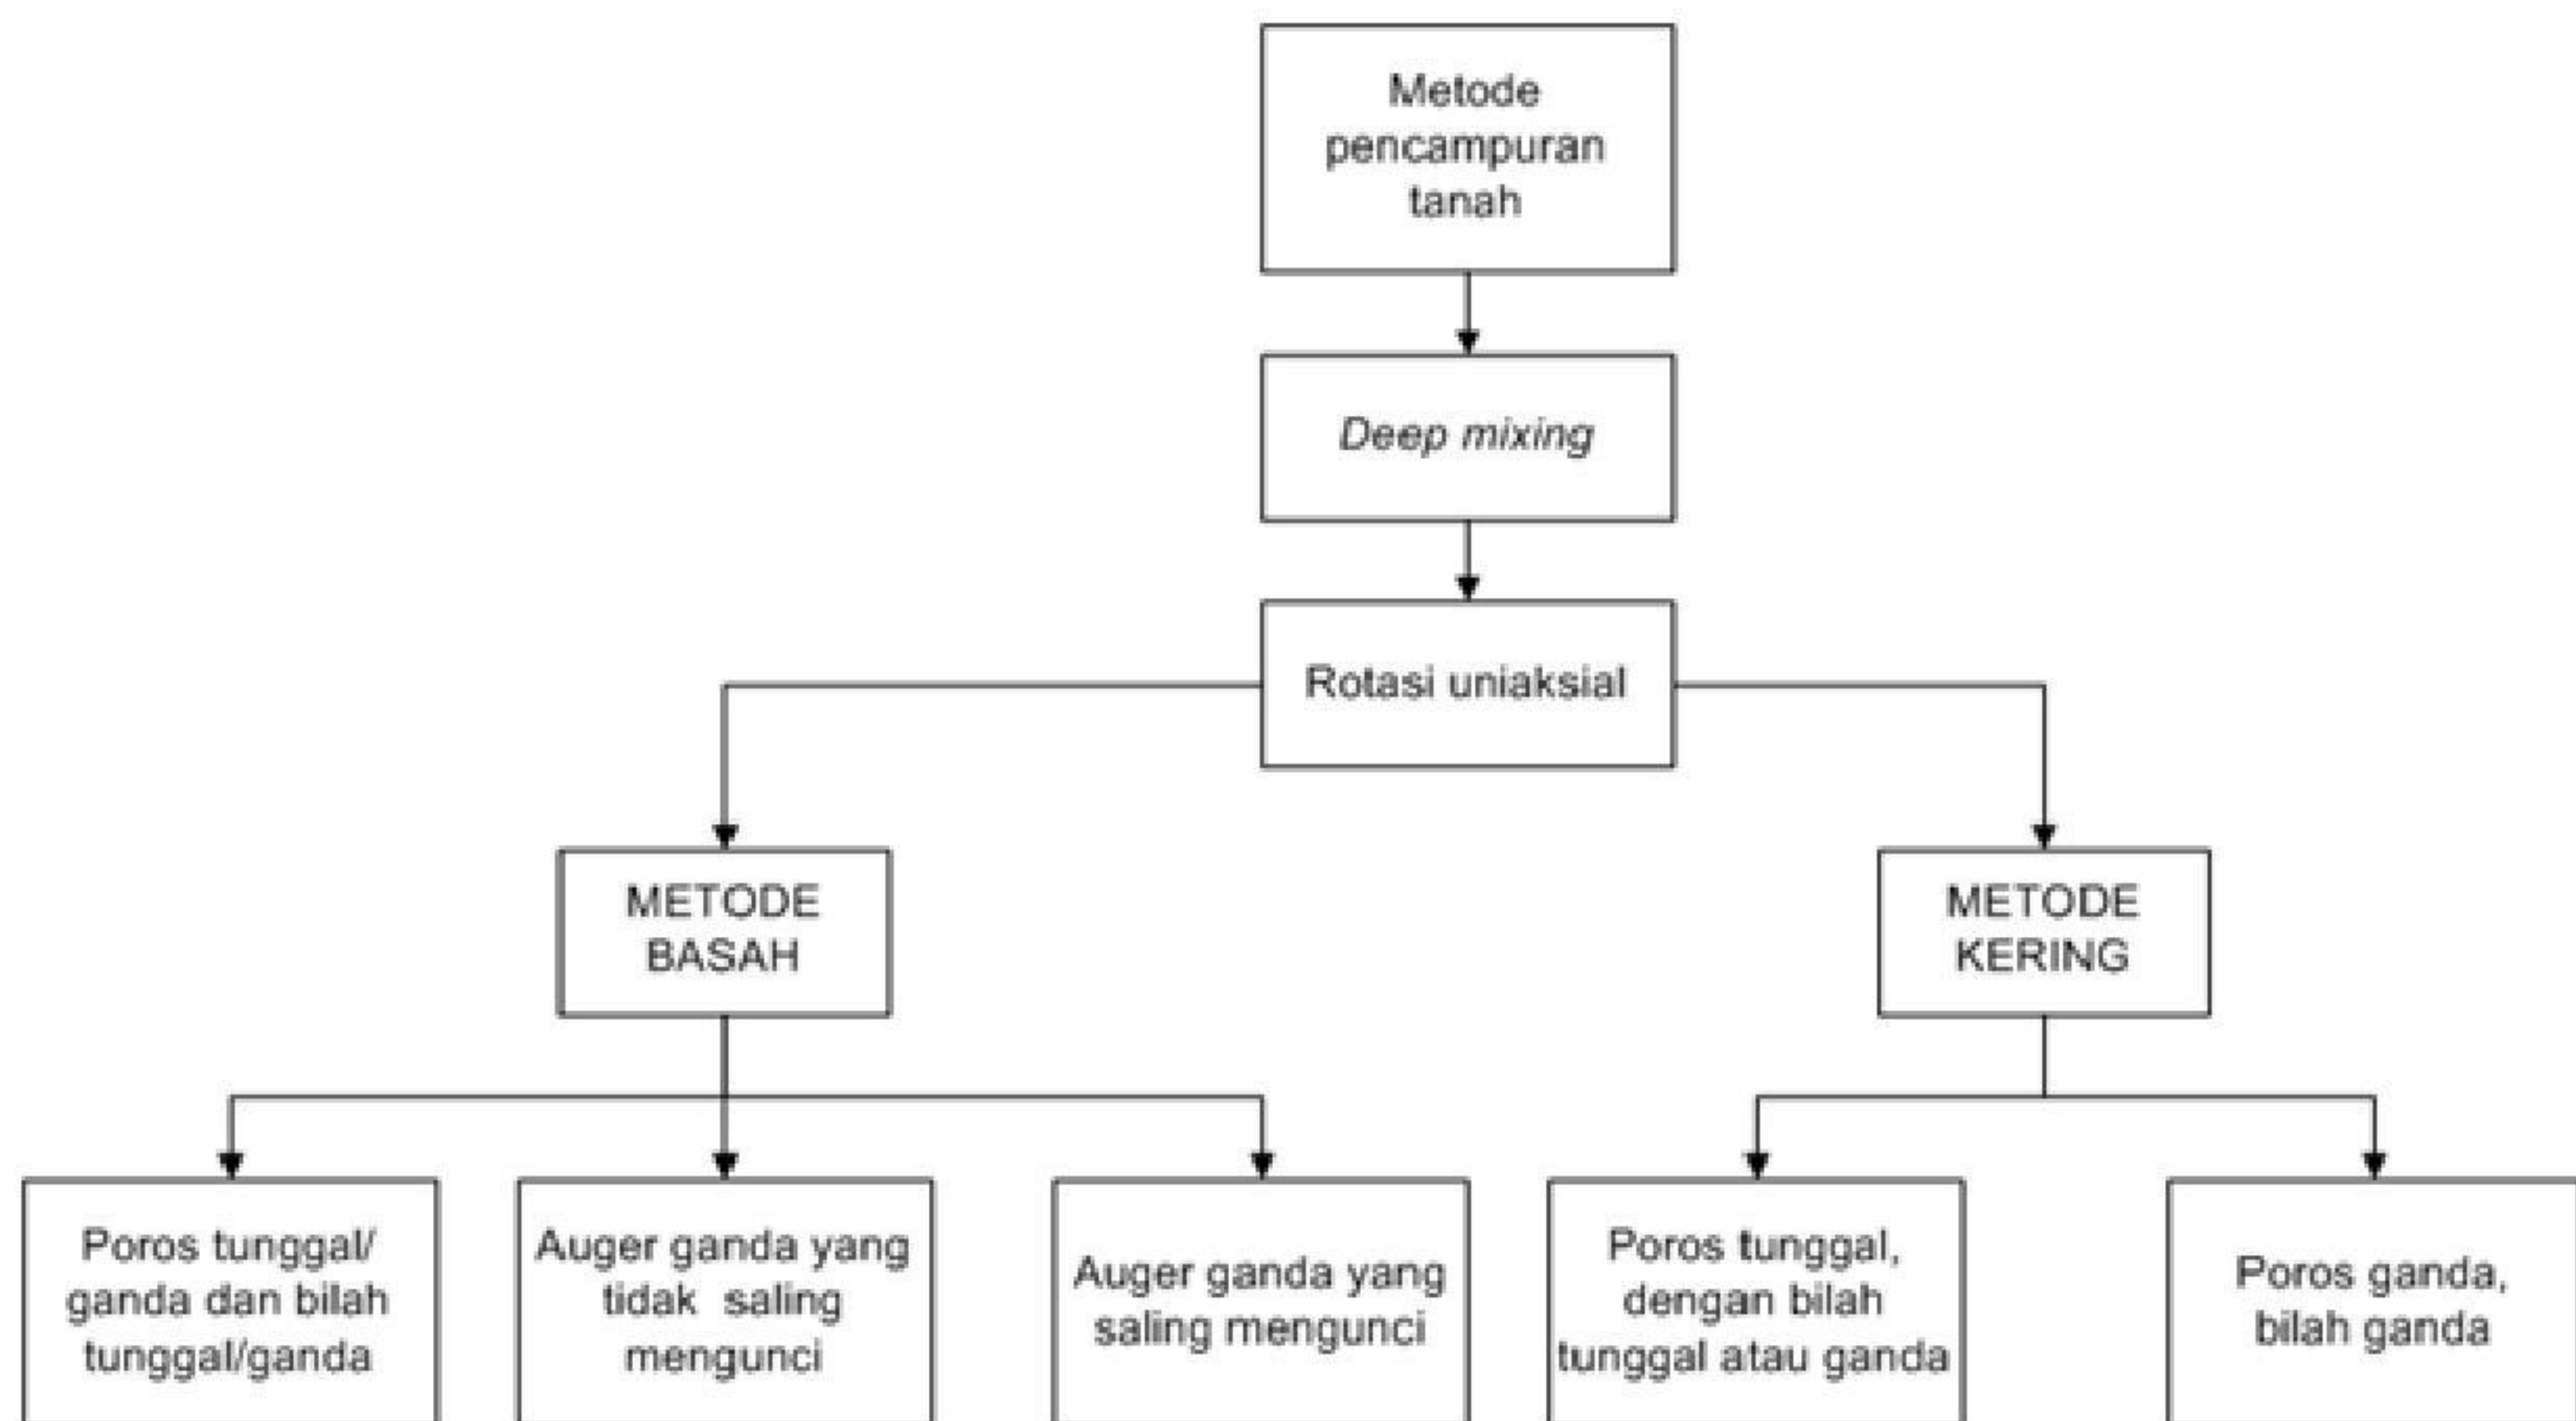 Metode
pencampuran
tanah
Deep mixing
Rotasi uniaksial
METODE
BASAH
METODE
KERING
Poros tunggal/
ganda dan bilah
tunggal/ganda
Auger ganda yang
tidak saling
mengunci
Auger ganda yang
saling mengunci
Poros tunggal,
dengan bilah
tunggal atau ganda
Poros ganda,
bilah ganda